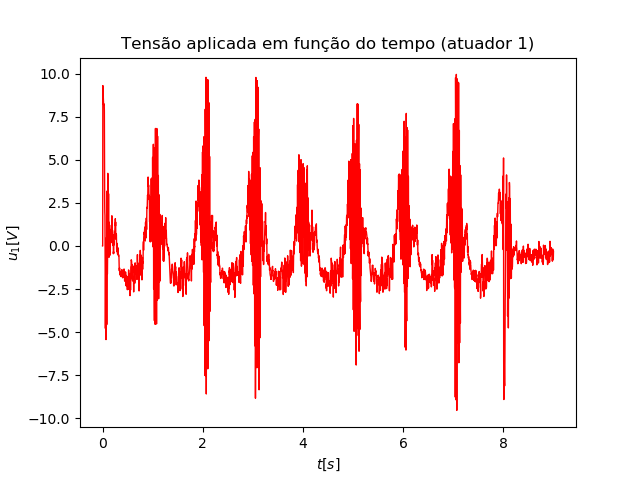 Tensão aplicada em função do tempo (atuador 1)
10.0
7.5
5.0
2.5
0.0
−2.5
−5.0
−7.5
−10.0
u₁[V]
0 2 4 6 8
t[s]